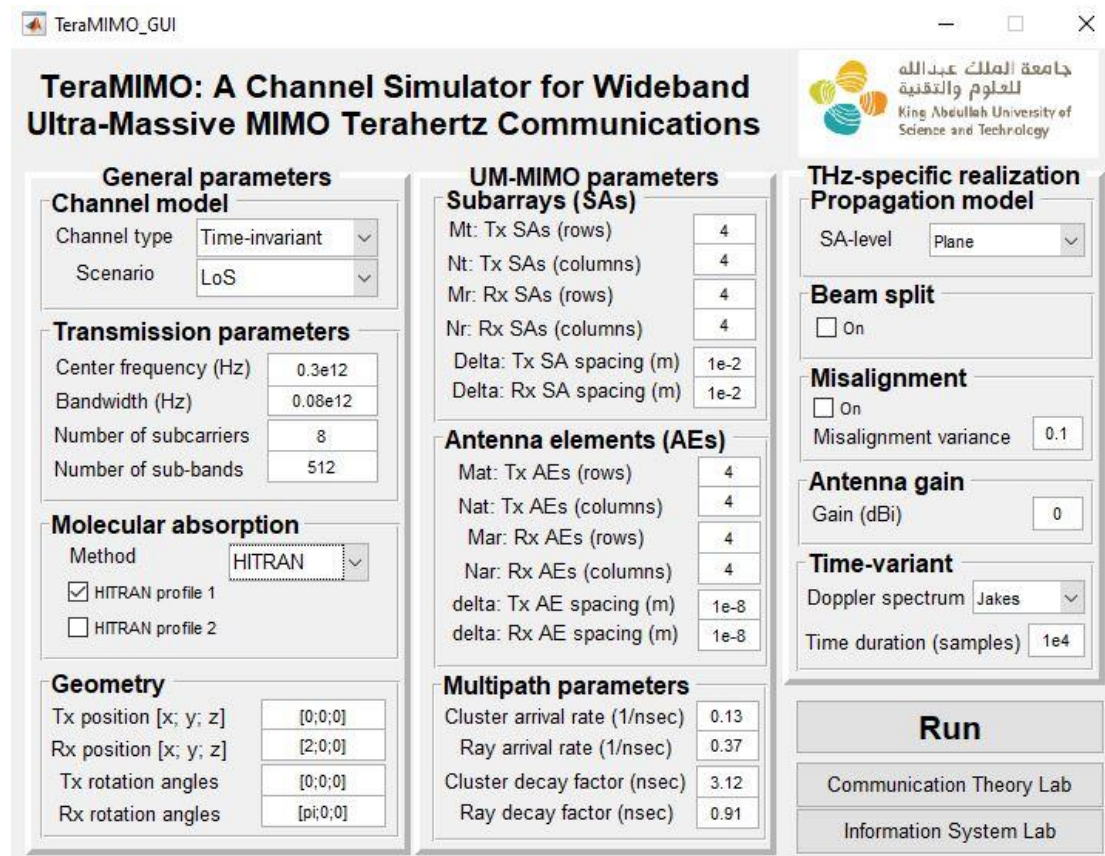 TeraMIMO_GUI
TeraMIMO: A Channel Simulator for Wideband
Ultra-Massive MIMO Terahertz Communications
جامعة الملك عبدالله
للعلوم والتقنية
King Abdullah University of
Science and Technology
General parameters
Channel model
Channel type Time-invariant
Scenario LoS
Transmission parameters
Center frequency (Hz) 0.3e12
Bandwidth (Hz) 0.08e12
Number of subcarriers 8
Number of sub-bands 512
Molecular absorption
Method HITRAN
HITRAN profile 1
HITRAN profile 2
Geometry
Tx position [x; y; z] [0;0;0]
Rx position [x; y; z] [2;0;0]
Tx rotation angles [0;0;0]
Rx rotation angles [pi;0;0]
UM-MIMO parameters
Subarrays (SAs)
Mt: Tx SAs (rows) 4
Nt: Tx SAs (columns) 4
Mr: Rx SAs (rows) 4
Nr: Rx SAs (columns) 4
Delta: Tx SA spacing (m) 1e-2
Delta: Rx SA spacing (m) 1e-2
Antenna elements (AEs)
Mat: Tx AEs (rows) 4
Nat: Tx AEs (columns) 4
Mar: Rx AEs (rows) 4
Nar: Rx AEs (columns) 4
delta: Tx AE spacing (m) 1e-8
delta: Rx AE spacing (m) 1e-8
Multipath parameters
Cluster arrival rate (1/nsec) 0.13
Ray arrival rate (1/nsec) 0.37
Cluster decay factor (nsec) 3.12
Ray decay factor (nsec) 0.91
THz-specific realization
Propagation model
SA-level Plane
Beam split
On
Misalignment
On
Misalignment variance 0.1
Antenna gain
Gain (dBi) 0
Time-variant
Doppler spectrum Jakes
Time duration (samples) 1e4
Run
Communication Theory Lab
Information System Lab